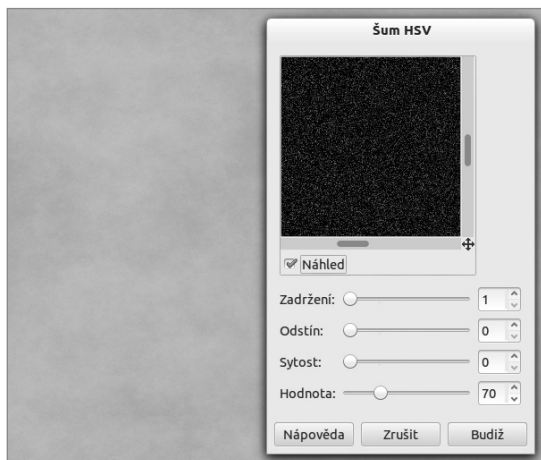 Šum HSV
Náhled
Zadržení: 1
Odstín: 0
Sytost: 0
Hodnota: 70
Nápověda Zrušit Budiž